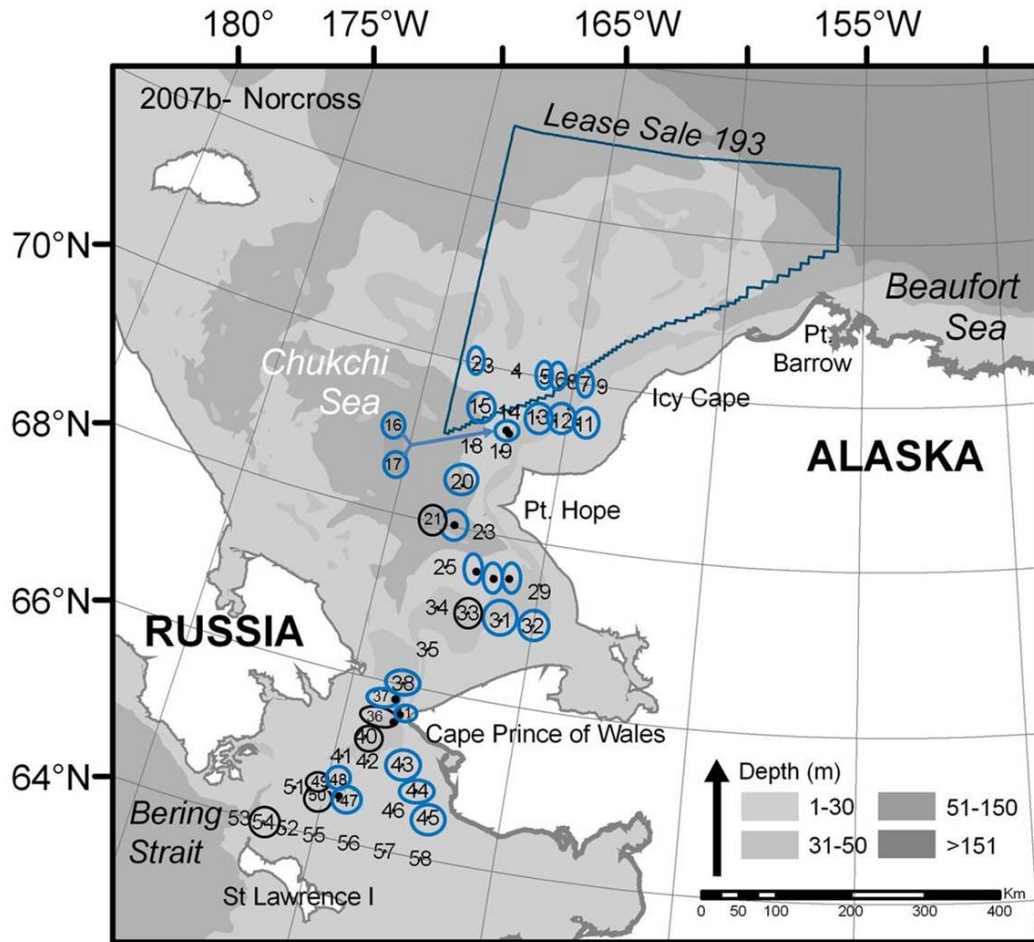 180° 175°W 165°W 155°W
2007b- Norcross
Lease Sale 193
70°N
Beaufort
Sea
Pt.
Barrow
Chukchi
Sea
23 4 5 6 8 7 9
Icy Cape
68°N
15 14 13 12 11
16
18 19
17
ALASKA
20
Pt. Hope
21 23
25 29
66°N
34 33 31 32
RUSSIA
35
38
37
36 1
Cape Prince of Wales
40
41 42 43
64°N
51 49 48 44
50 47 46 45
53 54 52 55 56 57 58
Bering
Strait
St Lawrence I
Depth (m)
1-30 51-150
31-50 >151
Km
0 50 100 200 300 400